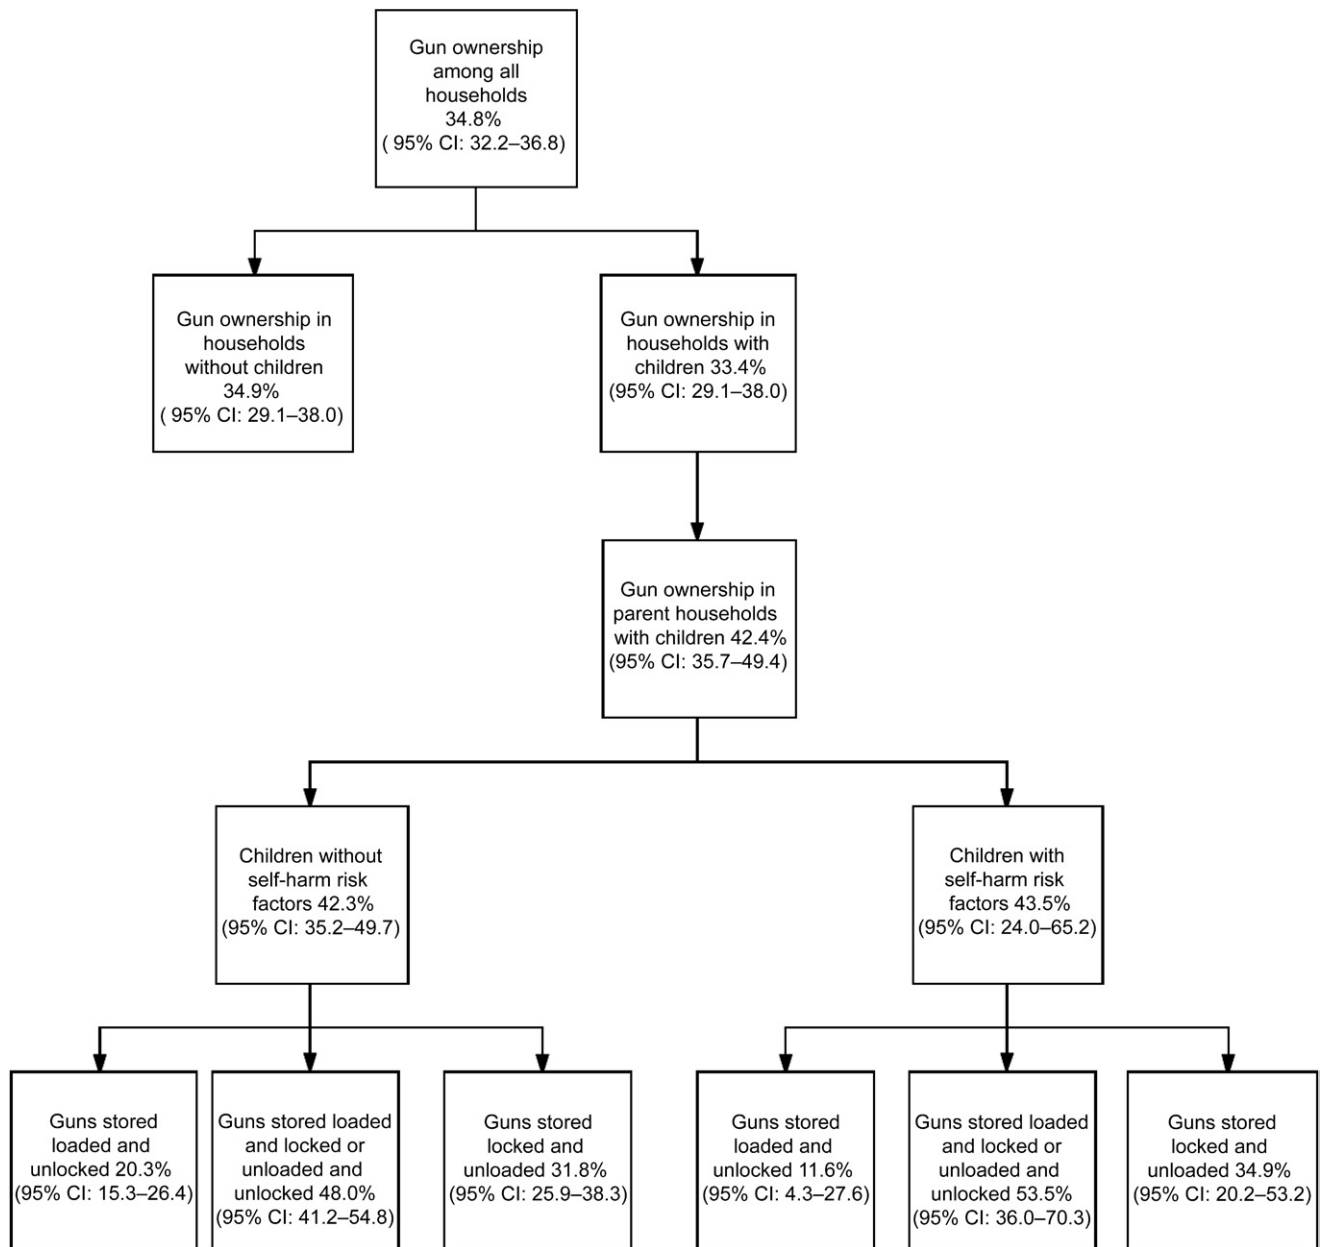 Gun ownership
among all
households
34.8%
( 95% CI: 32.2–36.8)
Gun ownership in
households
without children
34.9%
( 95% CI: 29.1–38.0)
Gun ownership in
households with
children 33.4%
(95% CI: 29.1–38.0)
Gun ownership in
parent households
with children 42.4%
(95% CI: 35.7–49.4)
Children without
self-harm risk
factors 42.3%
(95% CI: 35.2–49.7)
Children with
self-harm risk
factors 43.5%
(95% CI: 24.0–65.2)
Guns stored
loaded and
unlocked 20.3%
(95% CI: 15.3–26.4)
Guns stored loaded
and locked or
unloaded and
unlocked 48.0%
(95% CI: 41.2–54.8)
Guns stored
locked and
unloaded 31.8%
(95% CI: 25.9–38.3)
Guns stored
loaded and
unlocked 11.6%
(95% CI: 4.3–27.6)
Guns stored loaded
and locked or
unloaded and
unlocked 53.5%
(95% CI: 36.0–70.3)
Guns stored
locked and
unloaded 34.9%
(95% CI: 20.2–53.2)